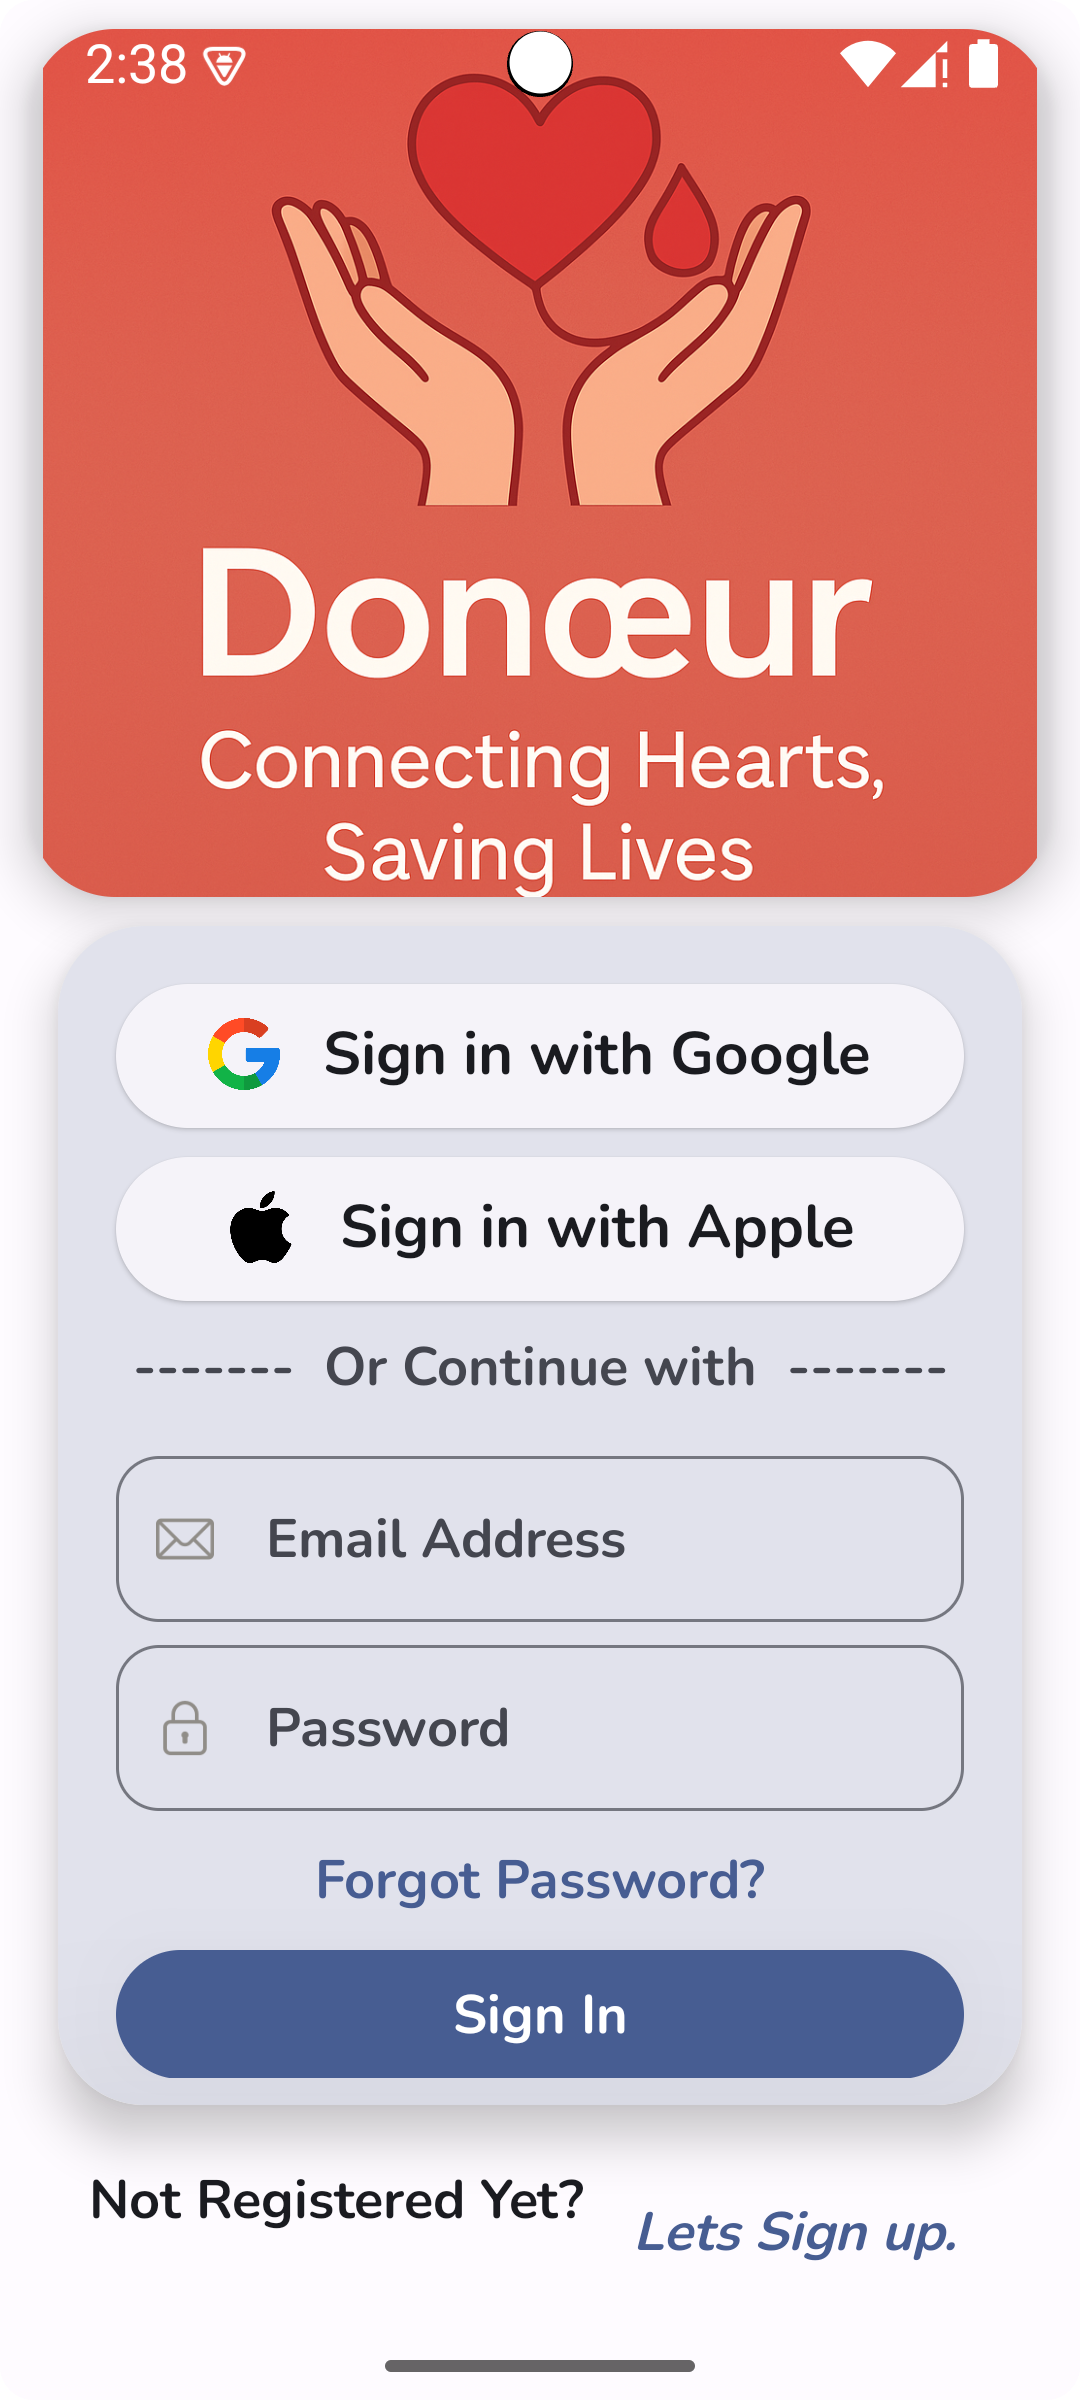 2:38
Donœur
Connecting Hearts,
Saving Lives
Sign in with Google
Sign in with Apple
------- Or Continue with -------
Email Address
Password
Forgot Password?
Sign In
Not Registered Yet? Lets Sign up.